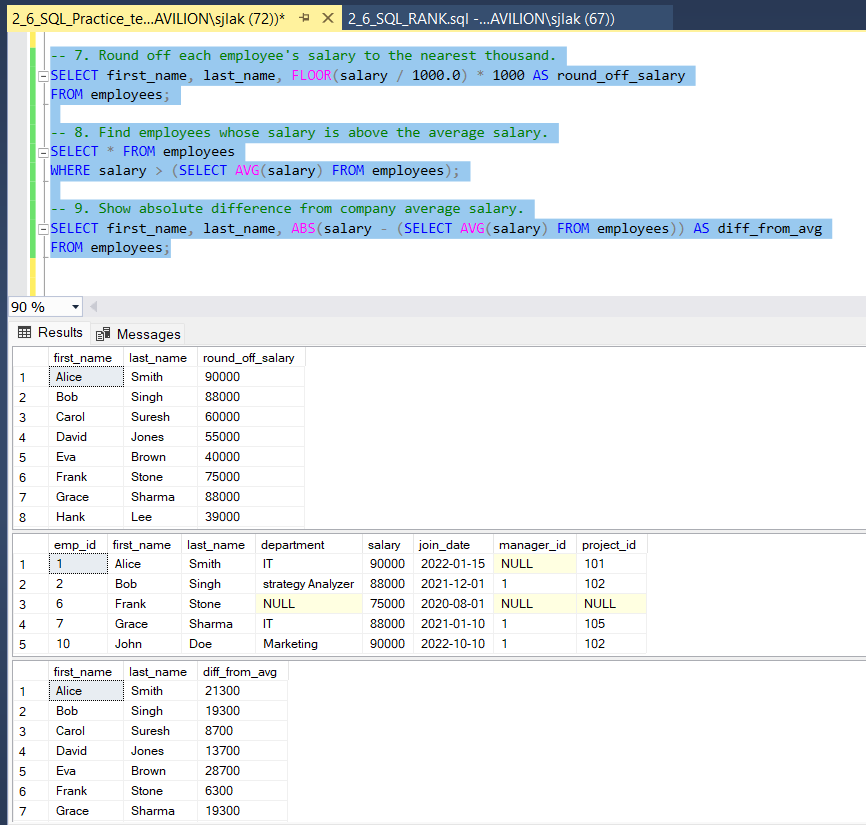 2_6_SQL_Practice_te...AVILION\sjlak (72))* 2_6_SQL_RANK.sql -...AVILION\sjlak (67))
-- 7. Round off each employee's salary to the nearest thousand.
SELECT first_name, last_name, FLOOR(salary / 1000.0) * 1000 AS round_off_salary
FROM employees;
-- 8. Find employees whose salary is above the average salary.
SELECT * FROM employees
WHERE salary > (SELECT AVG(salary) FROM employees);
-- 9. Show absolute difference from company average salary.
SELECT first_name, last_name, ABS(salary - (SELECT AVG(salary) FROM employees)) AS diff_from_avg
FROM employees;
90 %
Results Messages
first_name last_name round_off_salary
1 Alice Smith 90000
2 Bob Singh 88000
3 Carol Suresh 60000
4 David Jones 55000
5 Eva Brown 40000
6 Frank Stone 75000
7 Grace Sharma 88000
8 Hank Lee 39000
emp_id first_name last_name department salary join_date manager_id project_id
1 1 Alice Smith IT 90000 2022-01-15 NULL 101
2 2 Bob Singh strategy Analyzer 88000 2021-12-01 1 102
3 6 Frank Stone NULL 75000 2020-08-01 NULL NULL
4 7 Grace Sharma IT 88000 2021-01-10 1 105
5 10 John Doe Marketing 90000 2022-10-10 1 102
first_name last_name diff_from_avg
1 Alice Smith 21300
2 Bob Singh 19300
3 Carol Suresh 8700
4 David Jones 13700
5 Eva Brown 28700
6 Frank Stone 6300
7 Grace Sharma 19300